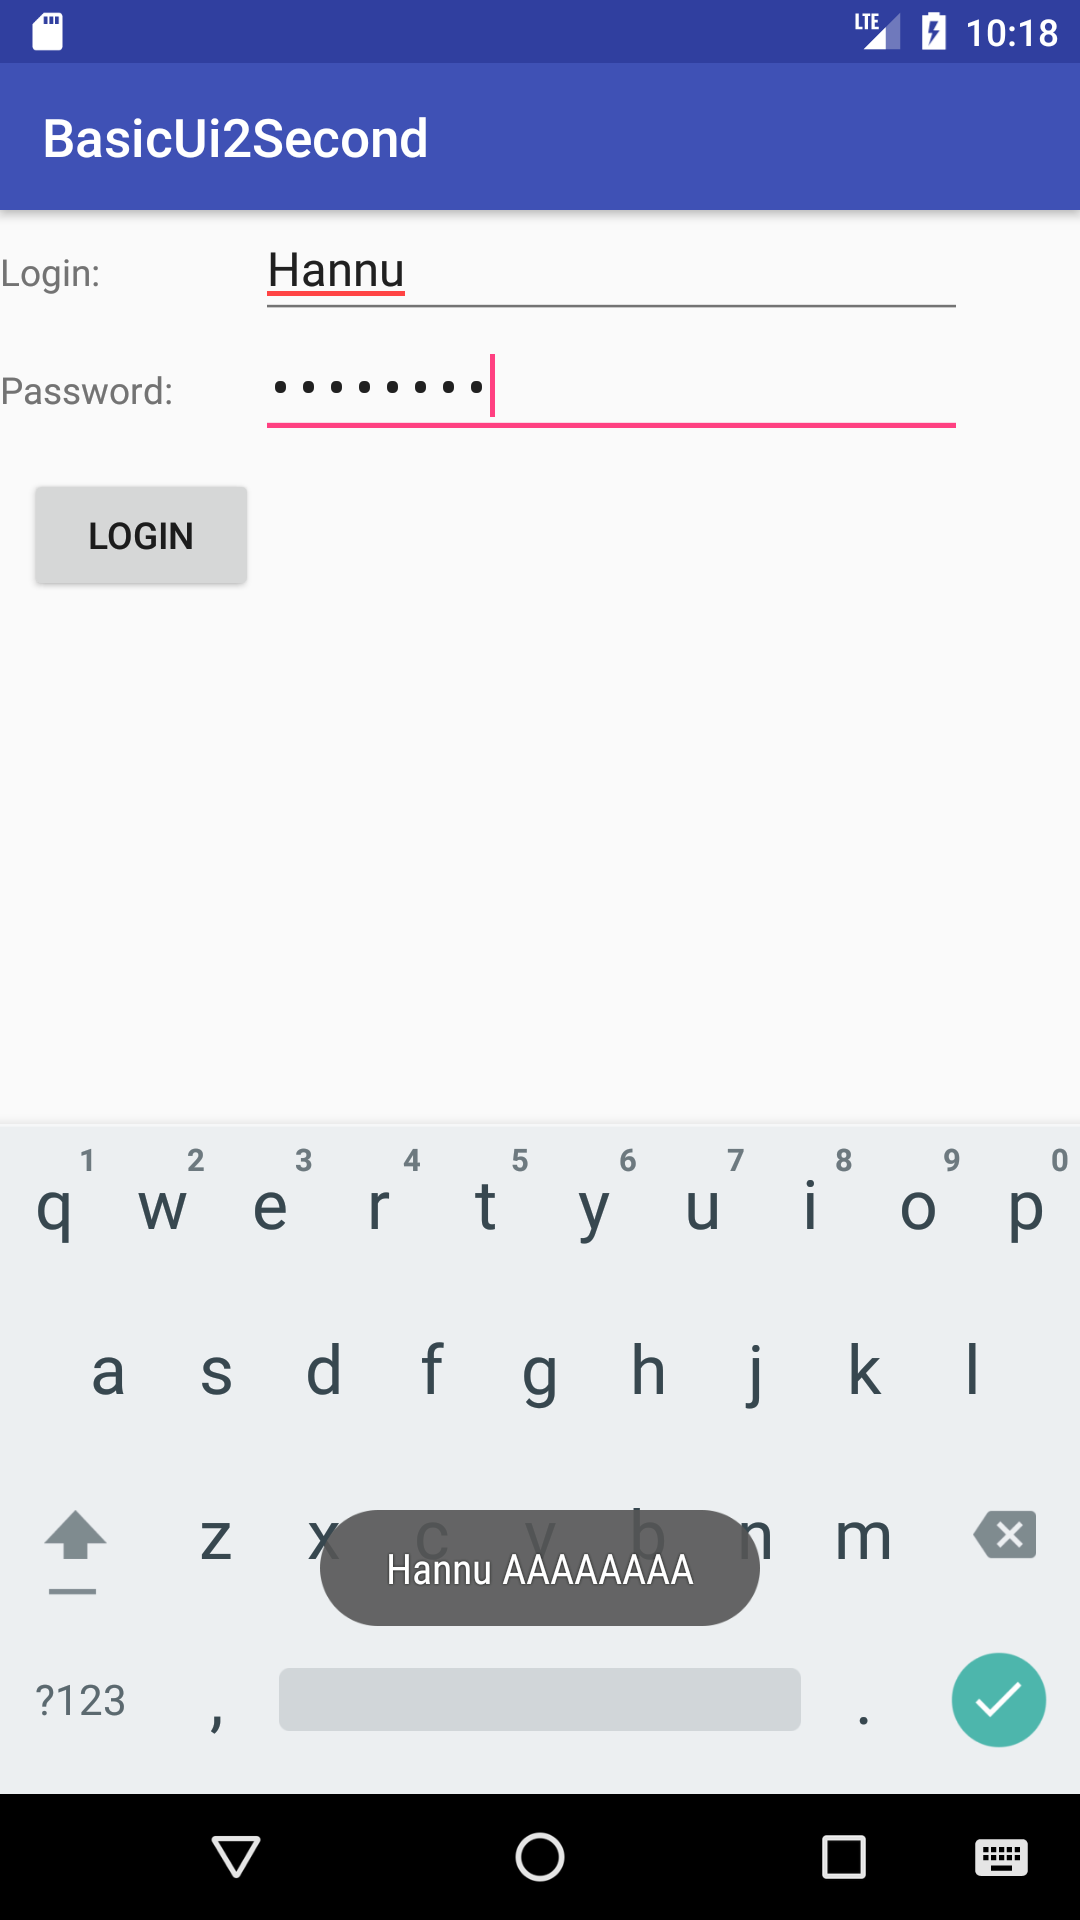 LTE 10:18
BasicUi2Second
Login: Hannu
Password: ••••••••
LOGIN
1 2 3 4 5 6 7 8 9 0
q w e r t y u i o p
a s d f g h j k l
z x c v b n m
Hannu AAAAAAAA
?123 , .